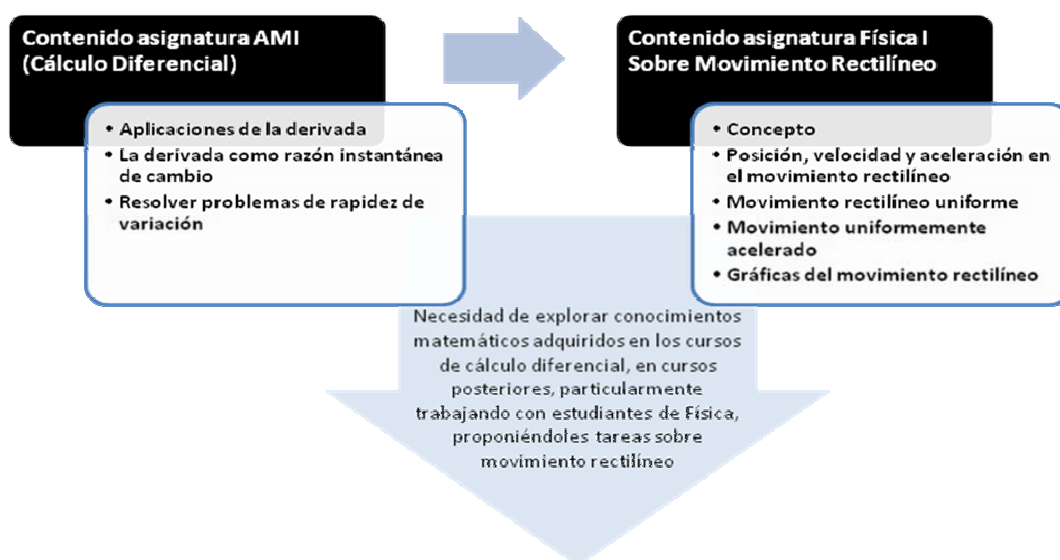 Contenido asignatura AMI
(Cálculo Diferencial)
• Aplicaciones de la derivada
• La derivada como razón instantánea
de cambio
• Resolver problemas de rapidez de
variación
Contenido asignatura Física I
Sobre Movimiento Rectilíneo
• Concepto
• Posición, velocidad y aceleración en
el movimiento rectilíneo
• Movimiento rectilíneo uniforme
• Movimiento uniformemente
acelerado
• Gráficas del movimiento rectilíneo
Necesidad de explorar conocimientos
matemáticos adquiridos en los cursos
de cálculo diferencial, en cursos
posteriores, particularmente
trabajando con estudiantes de Física,
proponiéndoles tareas sobre
movimiento rectilíneo